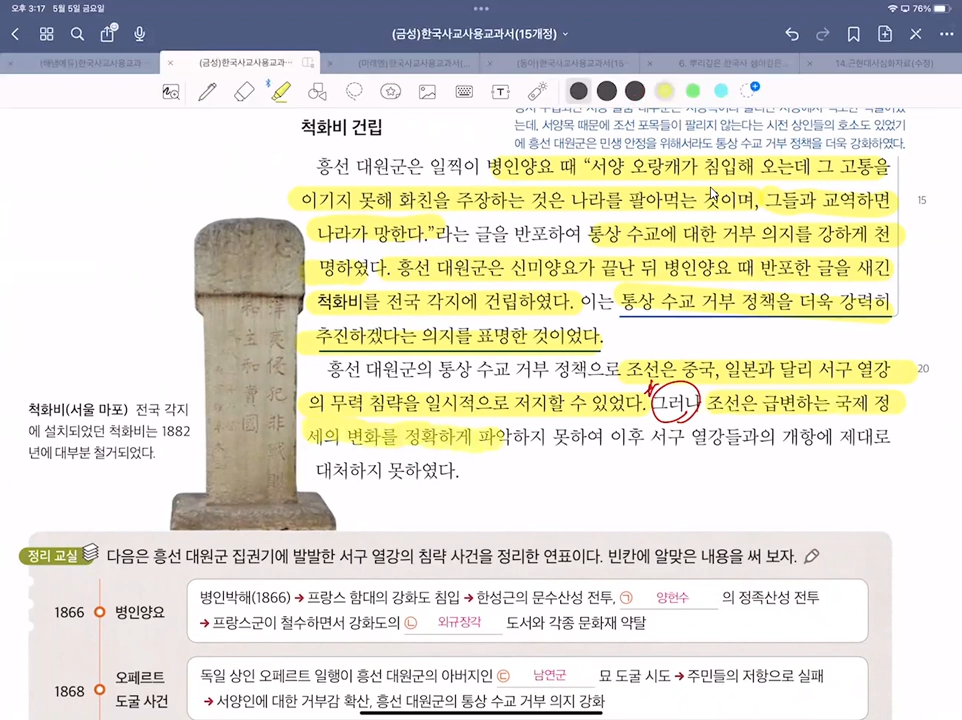 오후 3:17 5월 5일 금요일
76%
(금성)한국사교사용교과서(15개정)
(해냄에듀)한국사교사용교과…
(금성)한국사교사용교과…
(미래엔)한국사교사용교과서(…
(동아)한국사교사용교과서(15…
6. 뿌리깊은 한국사 샘이깊은…
14.근현대사심화자료(수정)
는데, 서양목 때문에 조선 포목들이 팔리지 않는다는 시전 상인들의 호소도 있었기
에 흥선 대원군은 민생 안정을 위해서라도 통상 수교 거부 정책을 더욱 강화하였다.
척화비 건립
흥선 대원군은 일찍이 병인양요 때 “서양 오랑캐가 침입해 오는데 그 고통을
이기지 못해 화친을 주장하는 것은 나라를 팔아먹는 것이며, 그들과 교역하면
15
나라가 망한다.”라는 글을 반포하여 통상 수교에 대한 거부 의지를 강하게 천
명하였다. 흥선 대원군은 신미양요가 끝난 뒤 병인양요 때 반포한 글을 새긴
척화비를 전국 각지에 건립하였다. 이는 통상 수교 거부 정책을 더욱 강력히
추진하겠다는 의지를 표명한 것이었다.
흥선 대원군의 통상 수교 거부 정책으로 조선은 중국, 일본과 달리 서구 열강
20
의 무력 침략을 일시적으로 저지할 수 있었다. 그러나 조선은 급변하는 국제 정
세의 변화를 정확하게 파악하지 못하여 이후 서구 열강들과의 개항에 제대로
대처하지 못하였다.
洋夷侵犯非戰則
和主和賣國
척화비(서울 마포) 전국 각지
에 설치되었던 척화비는 1882
년에 대부분 철거되었다.
정리 교실 다음은 흥선 대원군 집권기에 발발한 서구 열강의 침략 사건을 정리한 연표이다. 빈칸에 알맞은 내용을 써 보자.
1866 병인양요
병인박해(1866) → 프랑스 함대의 강화도 침입 → 한성근의 문수산성 전투, ㉠ 양헌수 의 정족산성 전투
→ 프랑스군이 철수하면서 강화도의 ㉡ 외규장각 도서와 각종 문화재 약탈
1868 오페르트
도굴 사건
독일 상인 오페르트 일행이 흥선 대원군의 아버지인 ㉢ 남연군 묘 도굴 시도 → 주민들의 저항으로 실패
→ 서양인에 대한 거부감 확산, 흥선 대원군의 통상 수교 거부 의지 강화